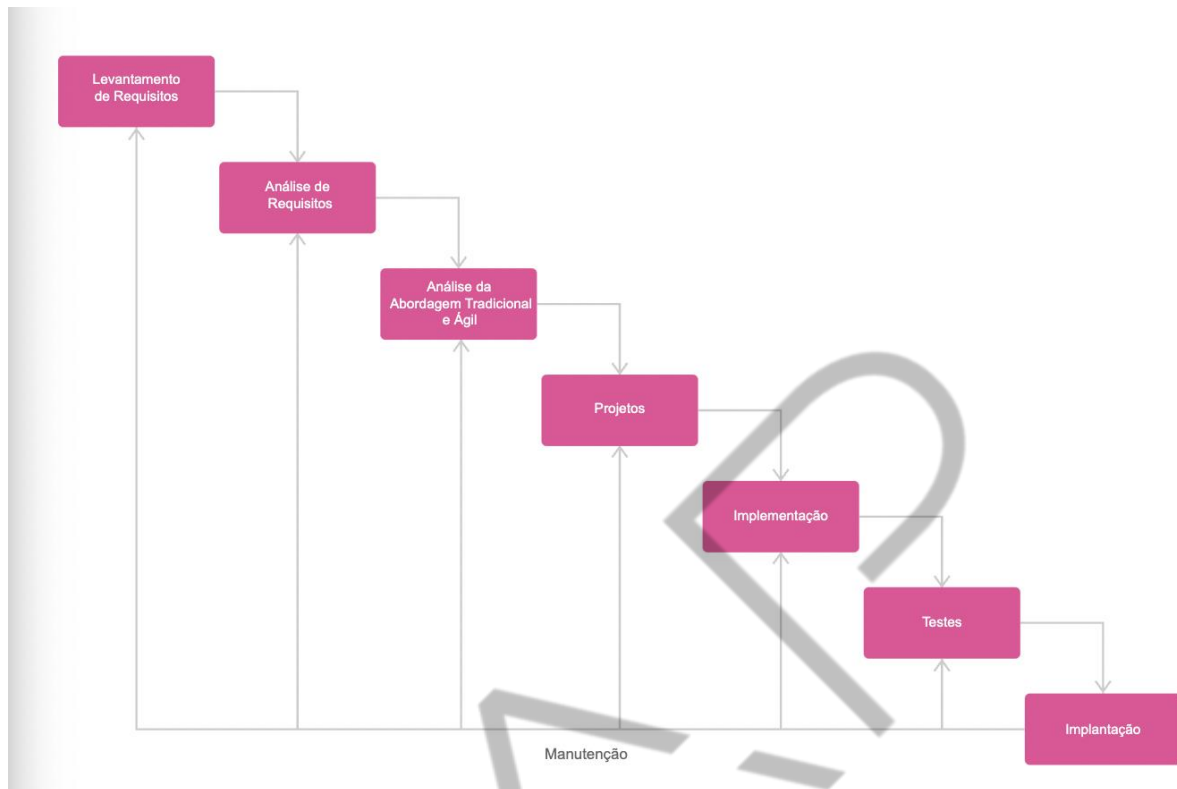 Levantamento
de Requisitos
Análise de
Requisitos
Análise da
Abordagem Tradicional
e Ágil
Projetos
Implementação
Testes
Implantação
Manutenção